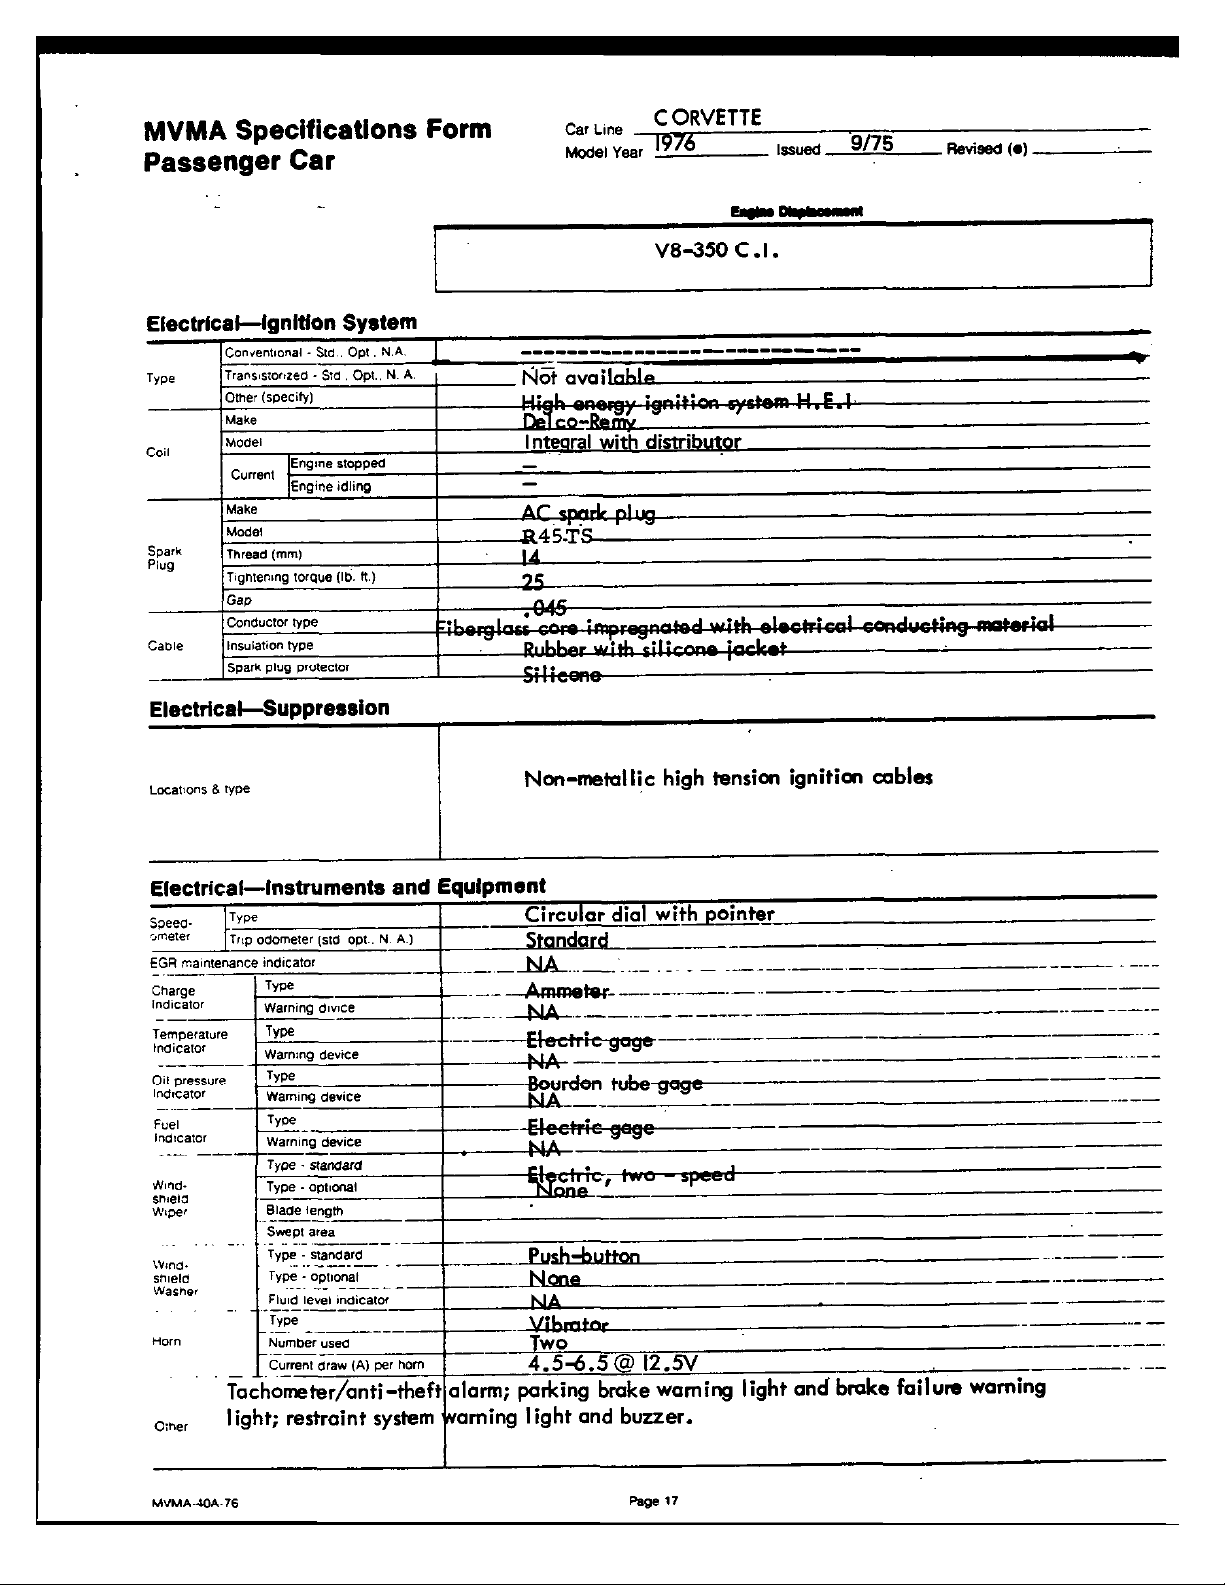 MVMA Specifications Form
Passenger Car
Car Line CORVETTE
Model Year 1976 Issued 9/75 Revised (●)
Engine Displacement
V8-350 C.I.
Electrical—Ignition System
Type
Conventional - Std., Opt., N.A. ------------------------------
Transistorized - Std., Opt., N. A. Not available
Other (specify) High energy ignition system H.E.I.
Coil
Make Delco-Remy
Model Integral with distributor
Current
Engine stopped —
Engine idling —
Spark
Plug
Make AC spark plug
Model R45-TS
Thread (mm) 14
Tightening torque (lb. ft.) 25
Gap .045
Cable
Conductor type Fiberglass core impregnated with electrical conducting material
Insulation type Rubber with silicone jacket
Spark plug protector Silicone
Electrical—Suppression
Locations & type Non-metallic high tension ignition cables
Electrical—Instruments and Equipment
Speed-
ometer
Type Circular dial with pointer
Trip odometer (std. opt., N. A.) Standard
EGR maintenance indicator NA
Charge
Indicator
Type Ammeter
Warning divice NA
Temperature
Indicator
Type Electric gage
Warning device NA
Oil pressure
Indicator
Type Bourdon tube gage
Warning device NA
Fuel
Indicator
Type Electric gage
Warning device NA
Wind-
shield
Wiper
Type - standard Electric, two - speed
Type - optional None
Blade length
Swept area
Wind-
shield
Washer
Type - standard Push-button
Type - optional None
Fluid level indicator NA
Horn
Type Vibrator
Number used Two
Current draw (A) per horn 4.5-6.5 @ 12.5V
Other
Tachometer/anti-theft alarm; parking brake warning light and brake failure warning
light; restraint system warning light and buzzer.
MVMA-40A-76
Page 17